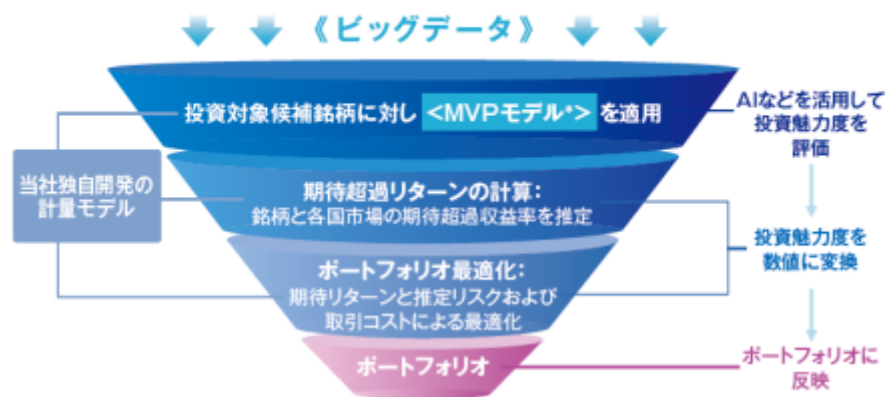 《ビッグデータ》
投資対象候補銘柄に対し <MVPモデル*> を適用
AIなどを活用して
投資魅力度を
評価
当社独自開発の
計量モデル
期待超過リターンの計算:
銘柄と各国市場の期待超過収益率を推定
投資魅力度を
数値に変換
ポートフォリオ最適化:
期待リターンと推定リスクおよび
取引コストによる最適化
ポートフォリオ
ポートフォリオに
反映